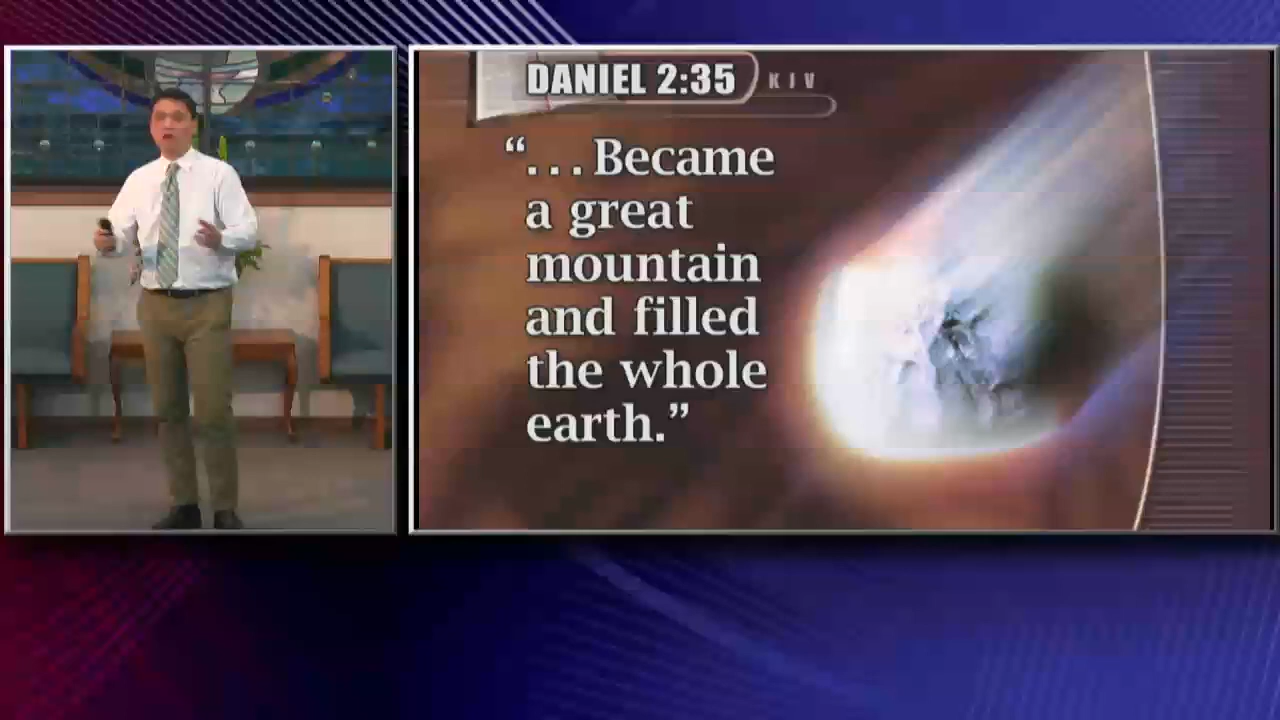 DANIEL 2:35 KJV
“. . . Became
a great
mountain
and filled
the whole
earth.”